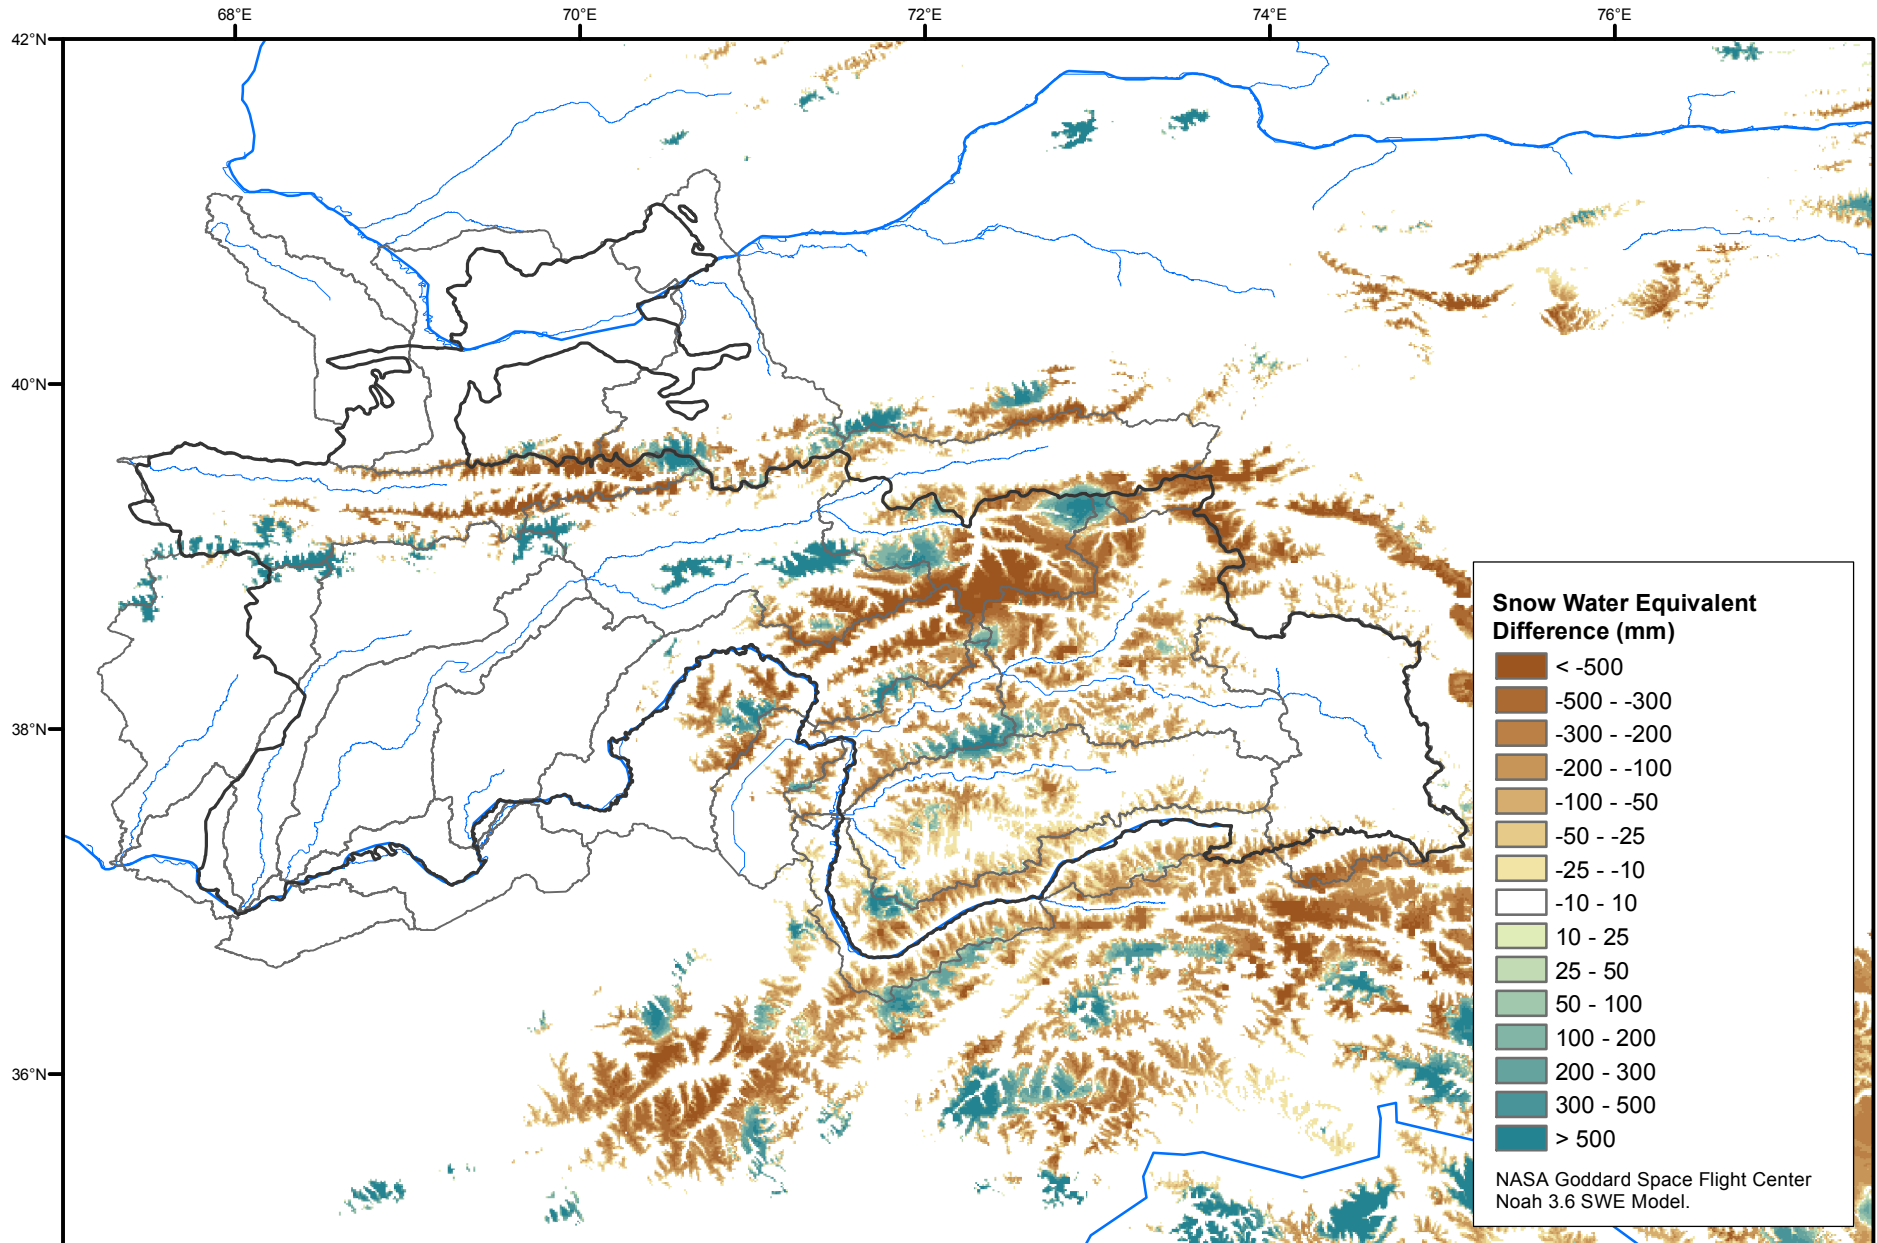 68°E 70°E 72°E 74°E 76°E
42°N
40°N
38°N
36°N
Snow Water Equivalent
Difference (mm)
< -500
-500 - -300
-300 - -200
-200 - -100
-100 - -50
-50 - -25
-25 - -10
-10 - 10
10 - 25
25 - 50
50 - 100
100 - 200
200 - 300
300 - 500
> 500
NASA Goddard Space Flight Center
Noah 3.6 SWE Model.